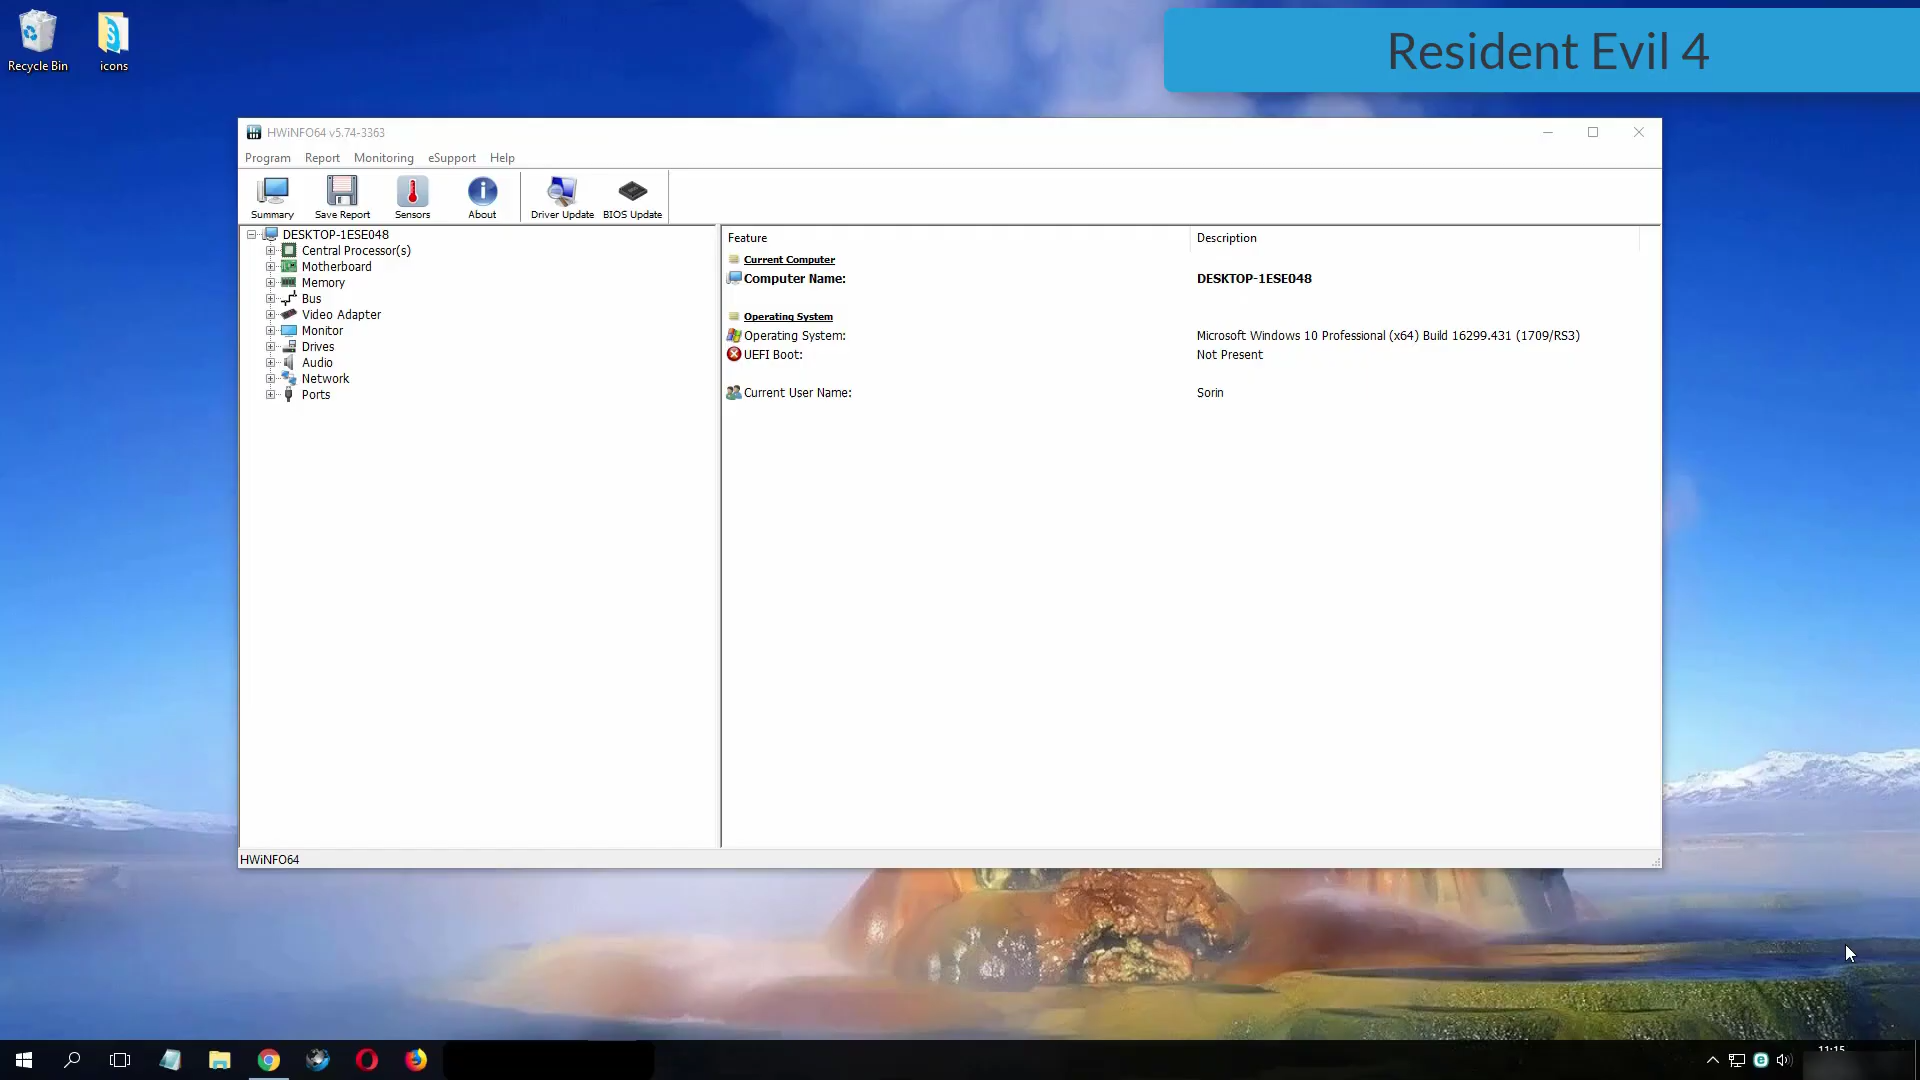 Recycle Bin
icons
Resident Evil 4
HWiNFO64 v5.74-3363
Program Report Monitoring eSupport Help
Summary Save Report Sensors About Driver Update BIOS Update
DESKTOP-1ESE048
Central Processor(s)
Motherboard
Memory
Bus
Video Adapter
Monitor
Drives
Audio
Network
Ports
Feature Description
Current Computer
Computer Name: DESKTOP-1ESE048
Operating System
Operating System: Microsoft Windows 10 Professional (x64) Build 16299.431 (1709/RS3)
UEFI Boot: Not Present
Current User Name: Sorin
HWiNFO64
11:15